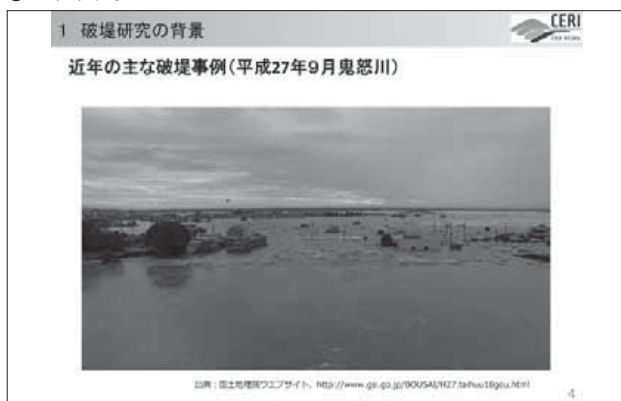 1 破堤研究の背景
CERI
近年の主な破堤事例（平成27年9月鬼怒川）
出典：国土地理院ウエブサイト、http://www.gsi.go.jp/BOUSAI/H27.taihuu18gou.html
4